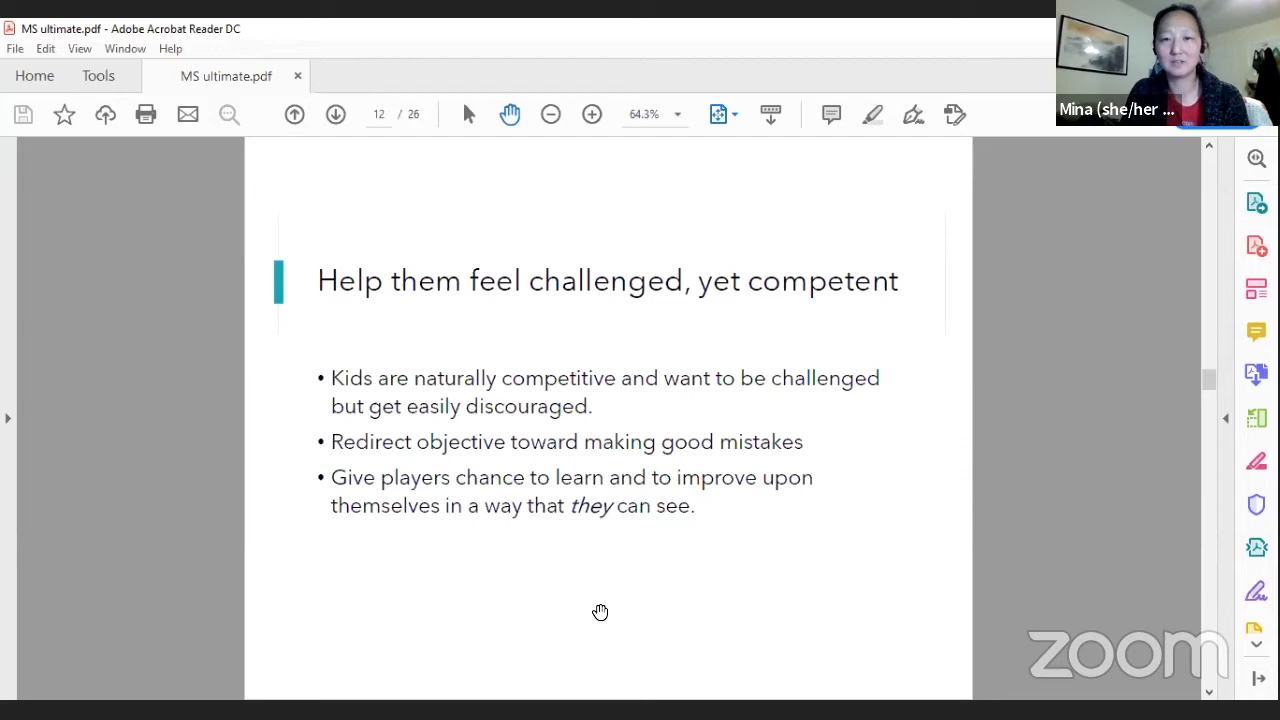 MS ultimate.pdf - Adobe Acrobat Reader DC
File Edit View Window Help
Home Tools MS ultimate.pdf ×
12 / 26 64.3%
Mina (she/her ...
Help them feel challenged, yet competent
• Kids are naturally competitive and want to be challenged
but get easily discouraged.
• Redirect objective toward making good mistakes
• Give players chance to learn and to improve upon
themselves in a way that they can see.
zoom